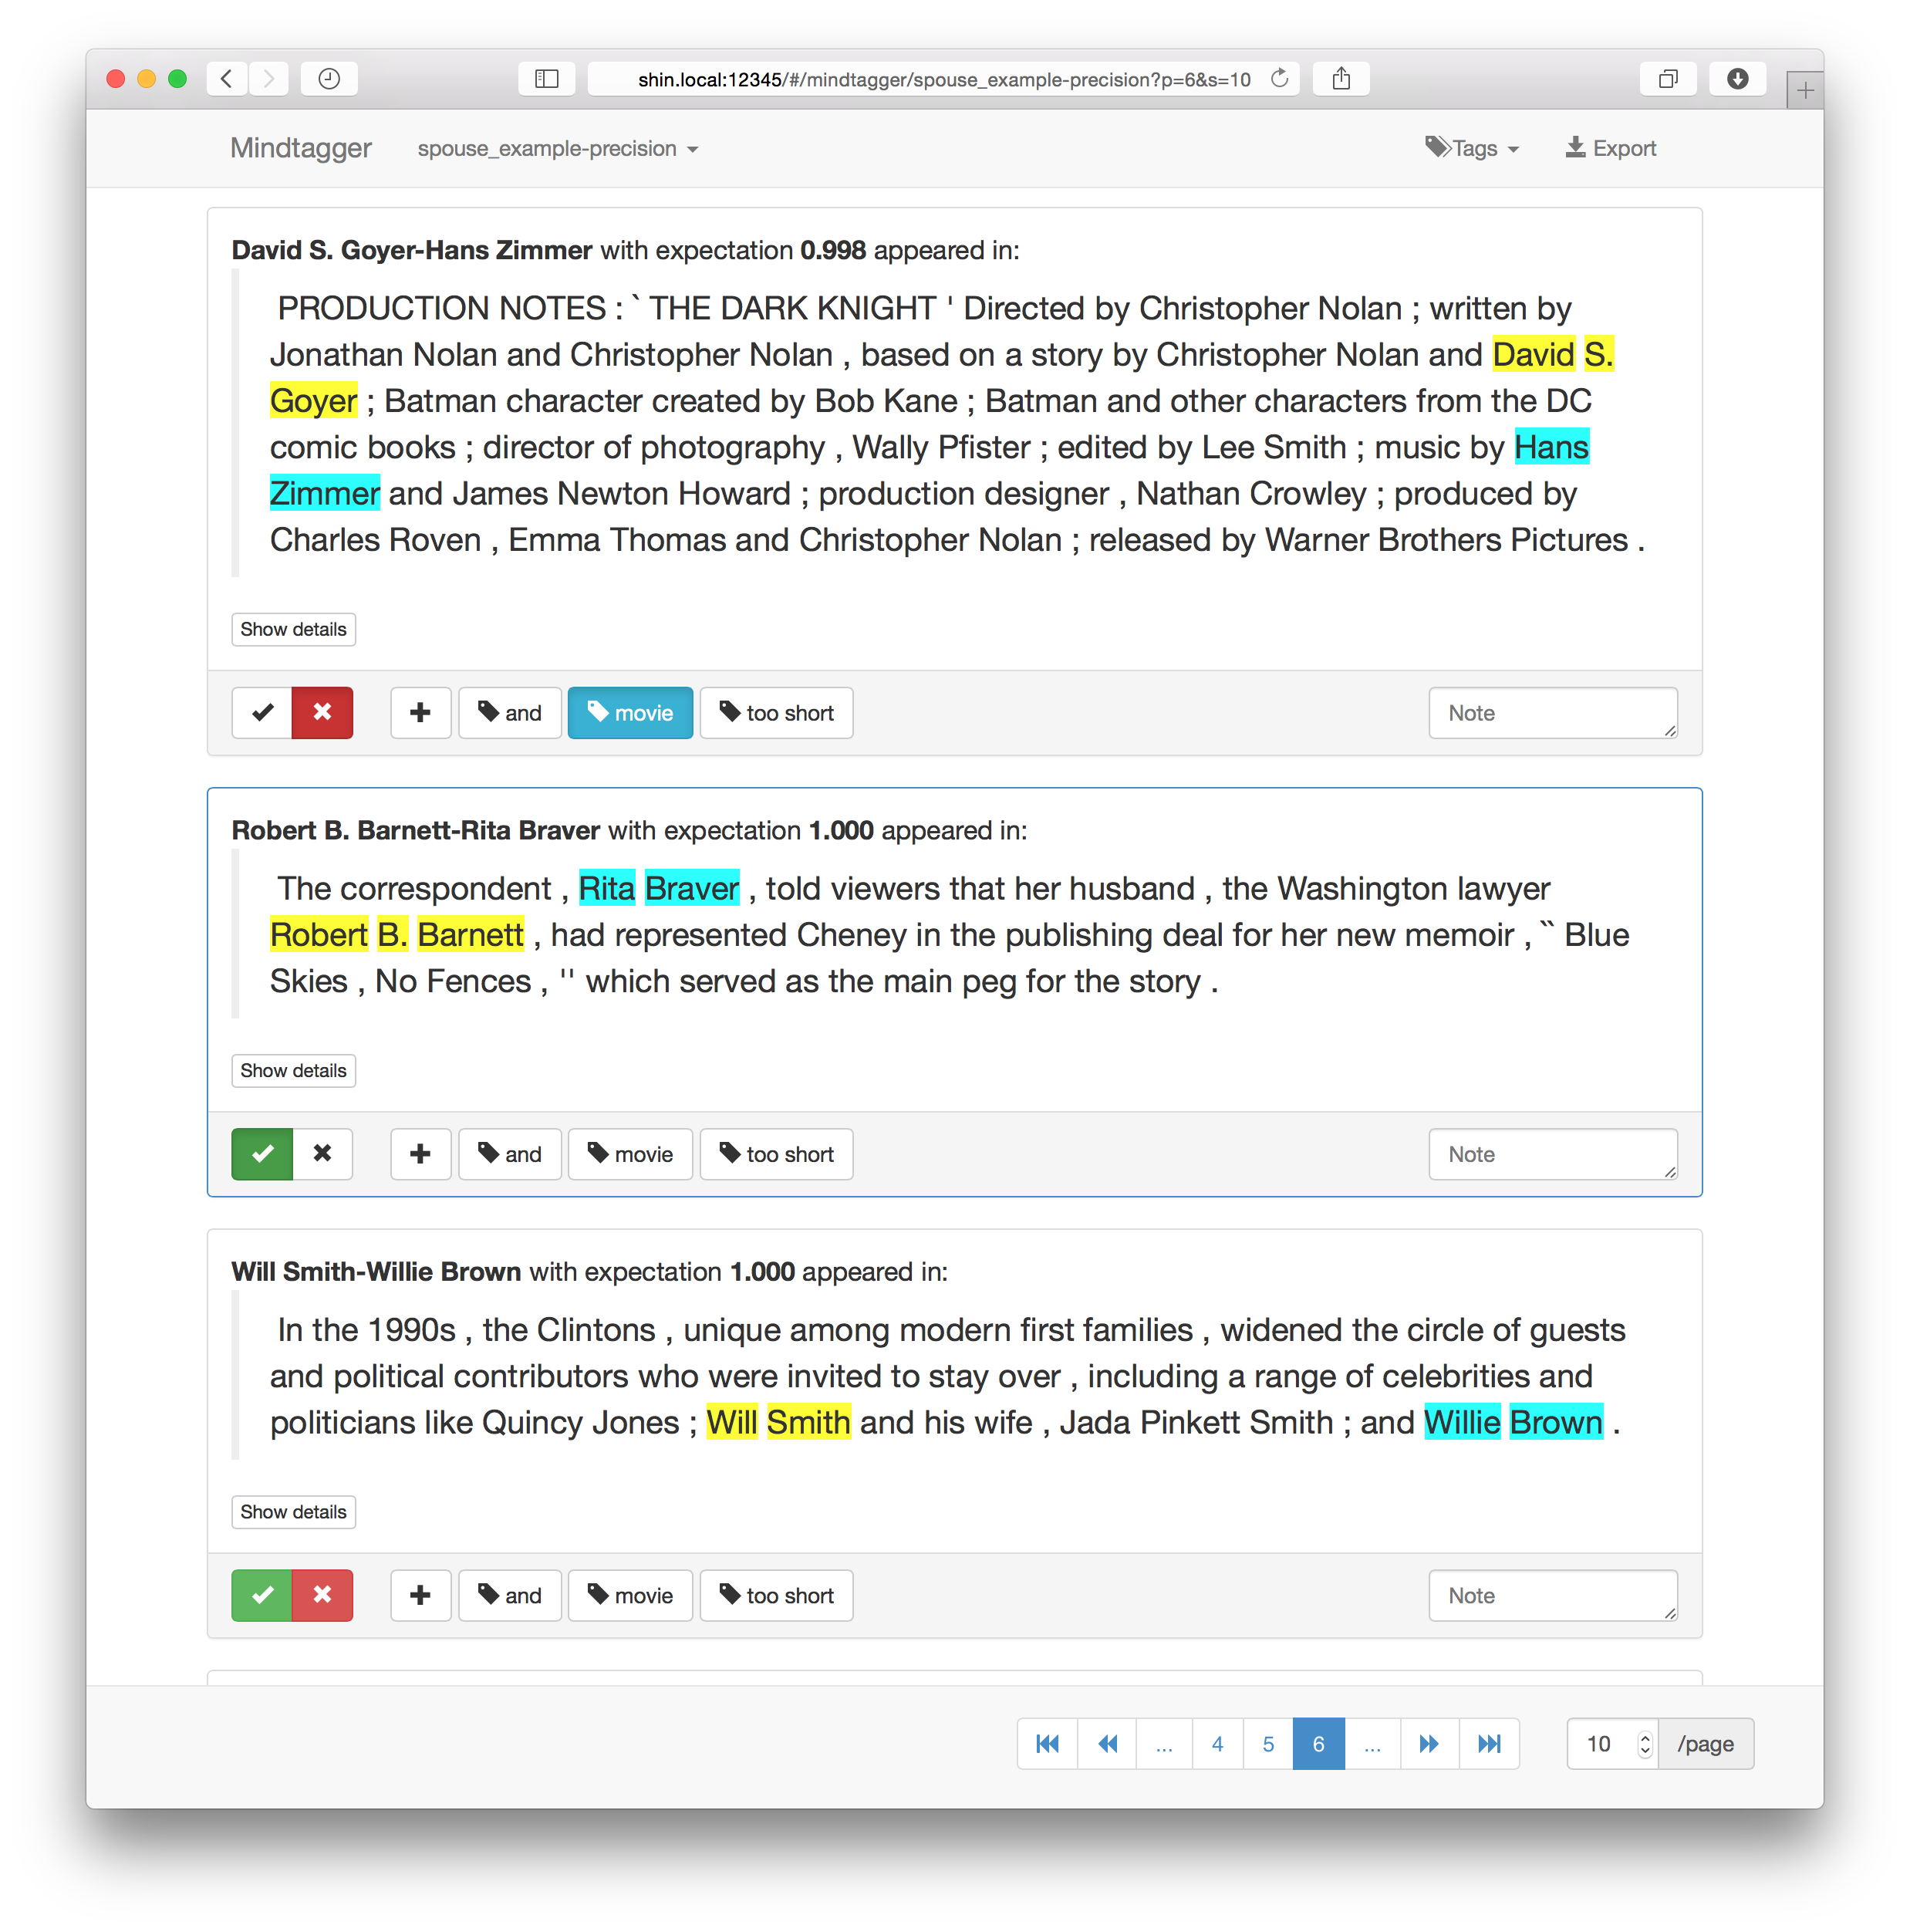 shin.local:12345/#/mindtagger/spouse_example-precision?p=6&s=10
Mindtagger spouse_example-precision Tags Export
David S. Goyer-Hans Zimmer with expectation 0.998 appeared in:
PRODUCTION NOTES : ` THE DARK KNIGHT ' Directed by Christopher Nolan ; written by
Jonathan Nolan and Christopher Nolan , based on a story by Christopher Nolan and David S.
Goyer ; Batman character created by Bob Kane ; Batman and other characters from the DC
comic books ; director of photography , Wally Pfister ; edited by Lee Smith ; music by Hans
Zimmer and James Newton Howard ; production designer , Nathan Crowley ; produced by
Charles Roven , Emma Thomas and Christopher Nolan ; released by Warner Brothers Pictures .
Show details
and movie too short Note
Robert B. Barnett-Rita Braver with expectation 1.000 appeared in:
The correspondent , Rita Braver , told viewers that her husband , the Washington lawyer
Robert B. Barnett , had represented Cheney in the publishing deal for her new memoir , `` Blue
Skies , No Fences , '' which served as the main peg for the story .
Show details
and movie too short Note
Will Smith-Willie Brown with expectation 1.000 appeared in:
In the 1990s , the Clintons , unique among modern first families , widened the circle of guests
and political contributors who were invited to stay over , including a range of celebrities and
politicians like Quincy Jones ; Will Smith and his wife , Jada Pinkett Smith ; and Willie Brown .
Show details
and movie too short Note
... 4 5 6 ... 10 /page